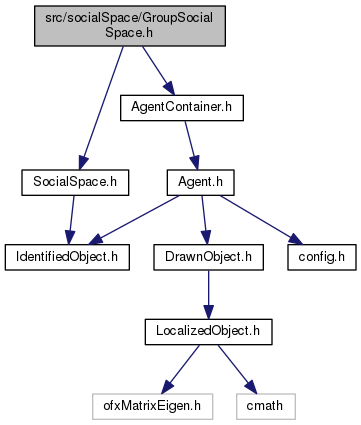 src/socialSpace/GroupSocial
Space.h
AgentContainer.h
SocialSpace.h
Agent.h
IdentifiedObject.h
DrawnObject.h
config.h
LocalizedObject.h
ofxMatrixEigen.h
cmath